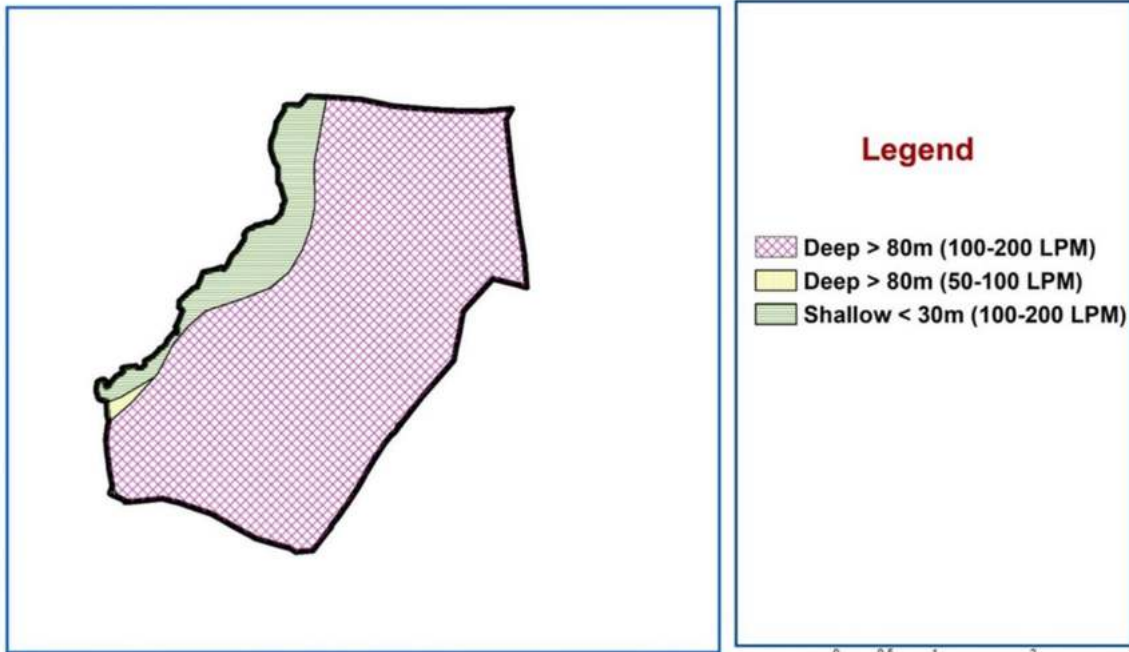 Legend
Deep > 80m (100-200 LPM)
Deep > 80m (50-100 LPM)
Shallow < 30m (100-200 LPM)